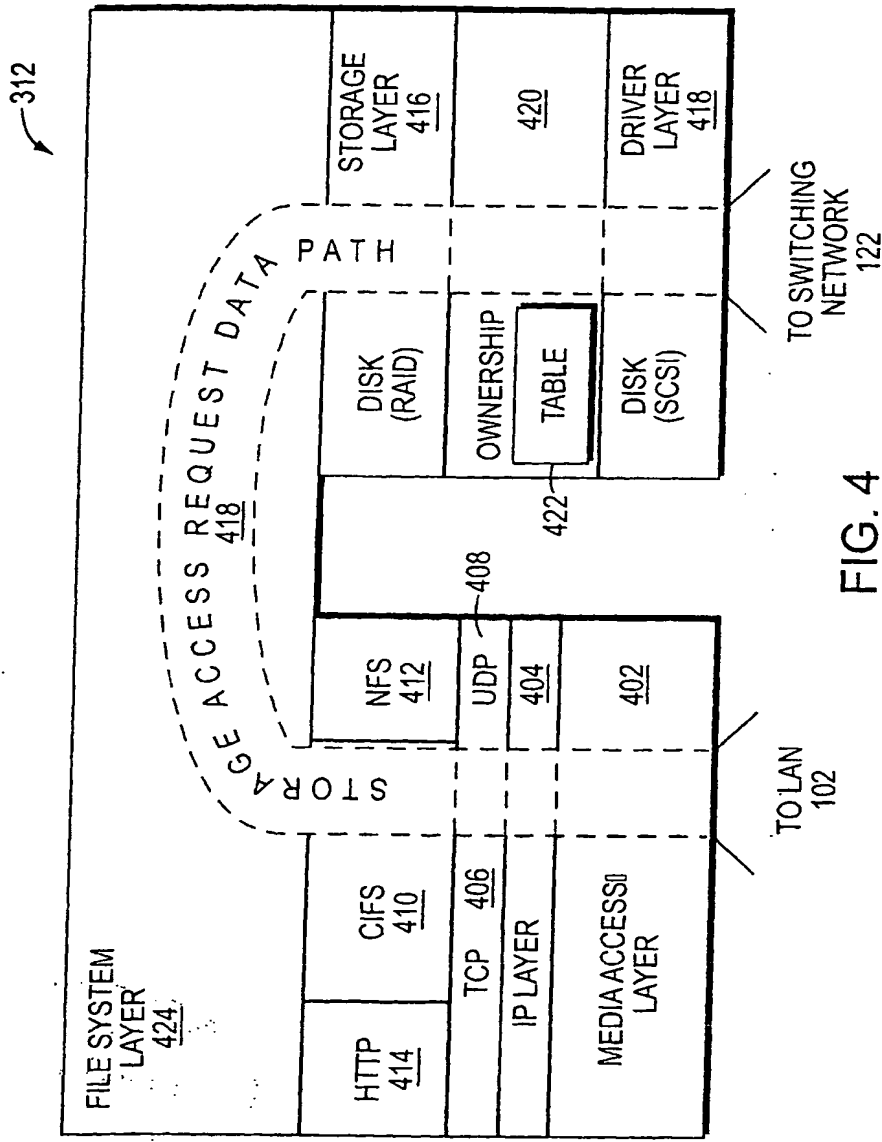 312
FILE SYSTEM
LAYER
424
STORAGE ACCESS REQUEST DATA PATH
418
HTTP
414
CIFS
410
NFS
412
TCP
406
UDP
408
IP LAYER
404
MEDIA ACCESS
LAYER
402
TO LAN
102
DISK
(RAID)
STORAGE
LAYER
416
OWNERSHIP
TABLE
422
420
DISK
(SCSI)
DRIVER
LAYER
418
TO SWITCHING
NETWORK
122
FIG. 4